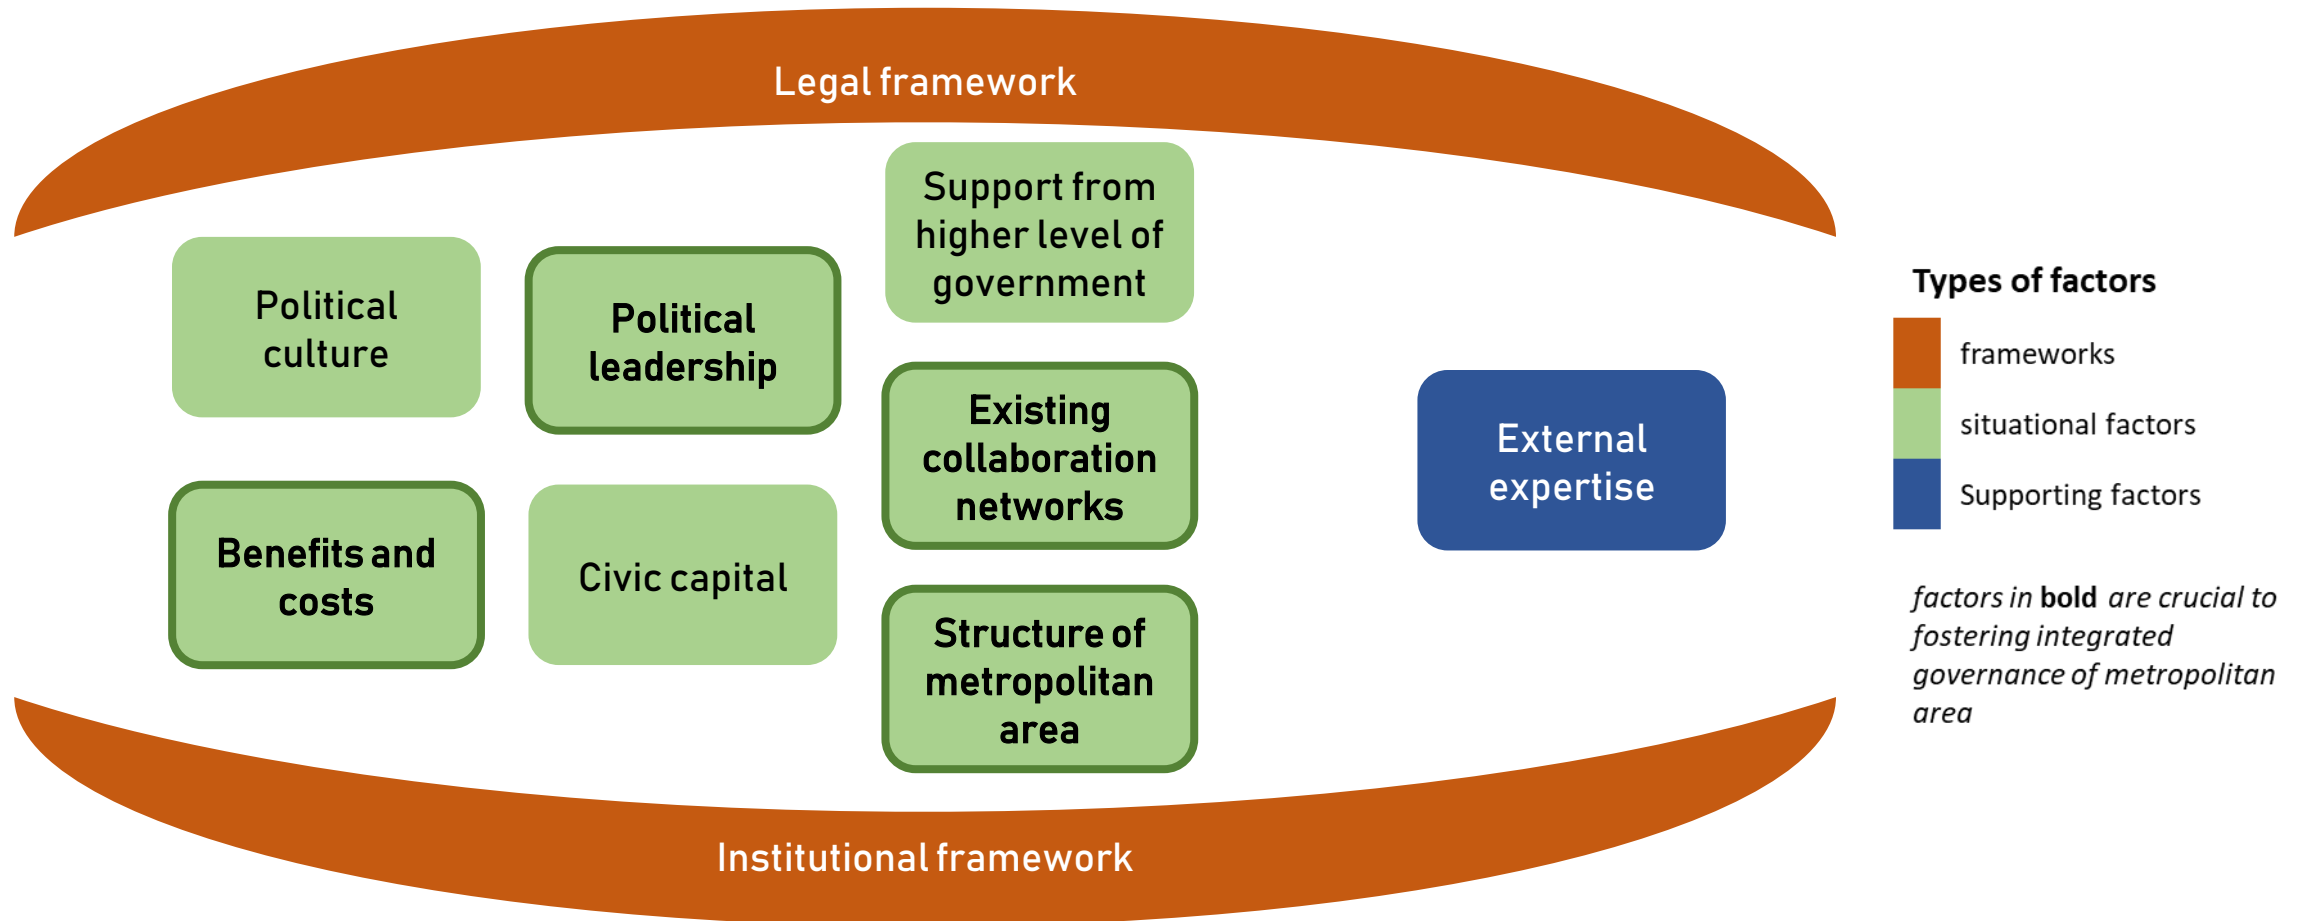 Legal framework
Support from
higher level of
government
Political
culture
Political
leadership
Existing
collaboration
networks
Benefits and
costs
Civic capital
Structure of
metropolitan
area
External
expertise
Institutional framework
Types of factors
frameworks
situational factors
Supporting factors
factors in bold are crucial to
fostering integrated
governance of metropolitan
area